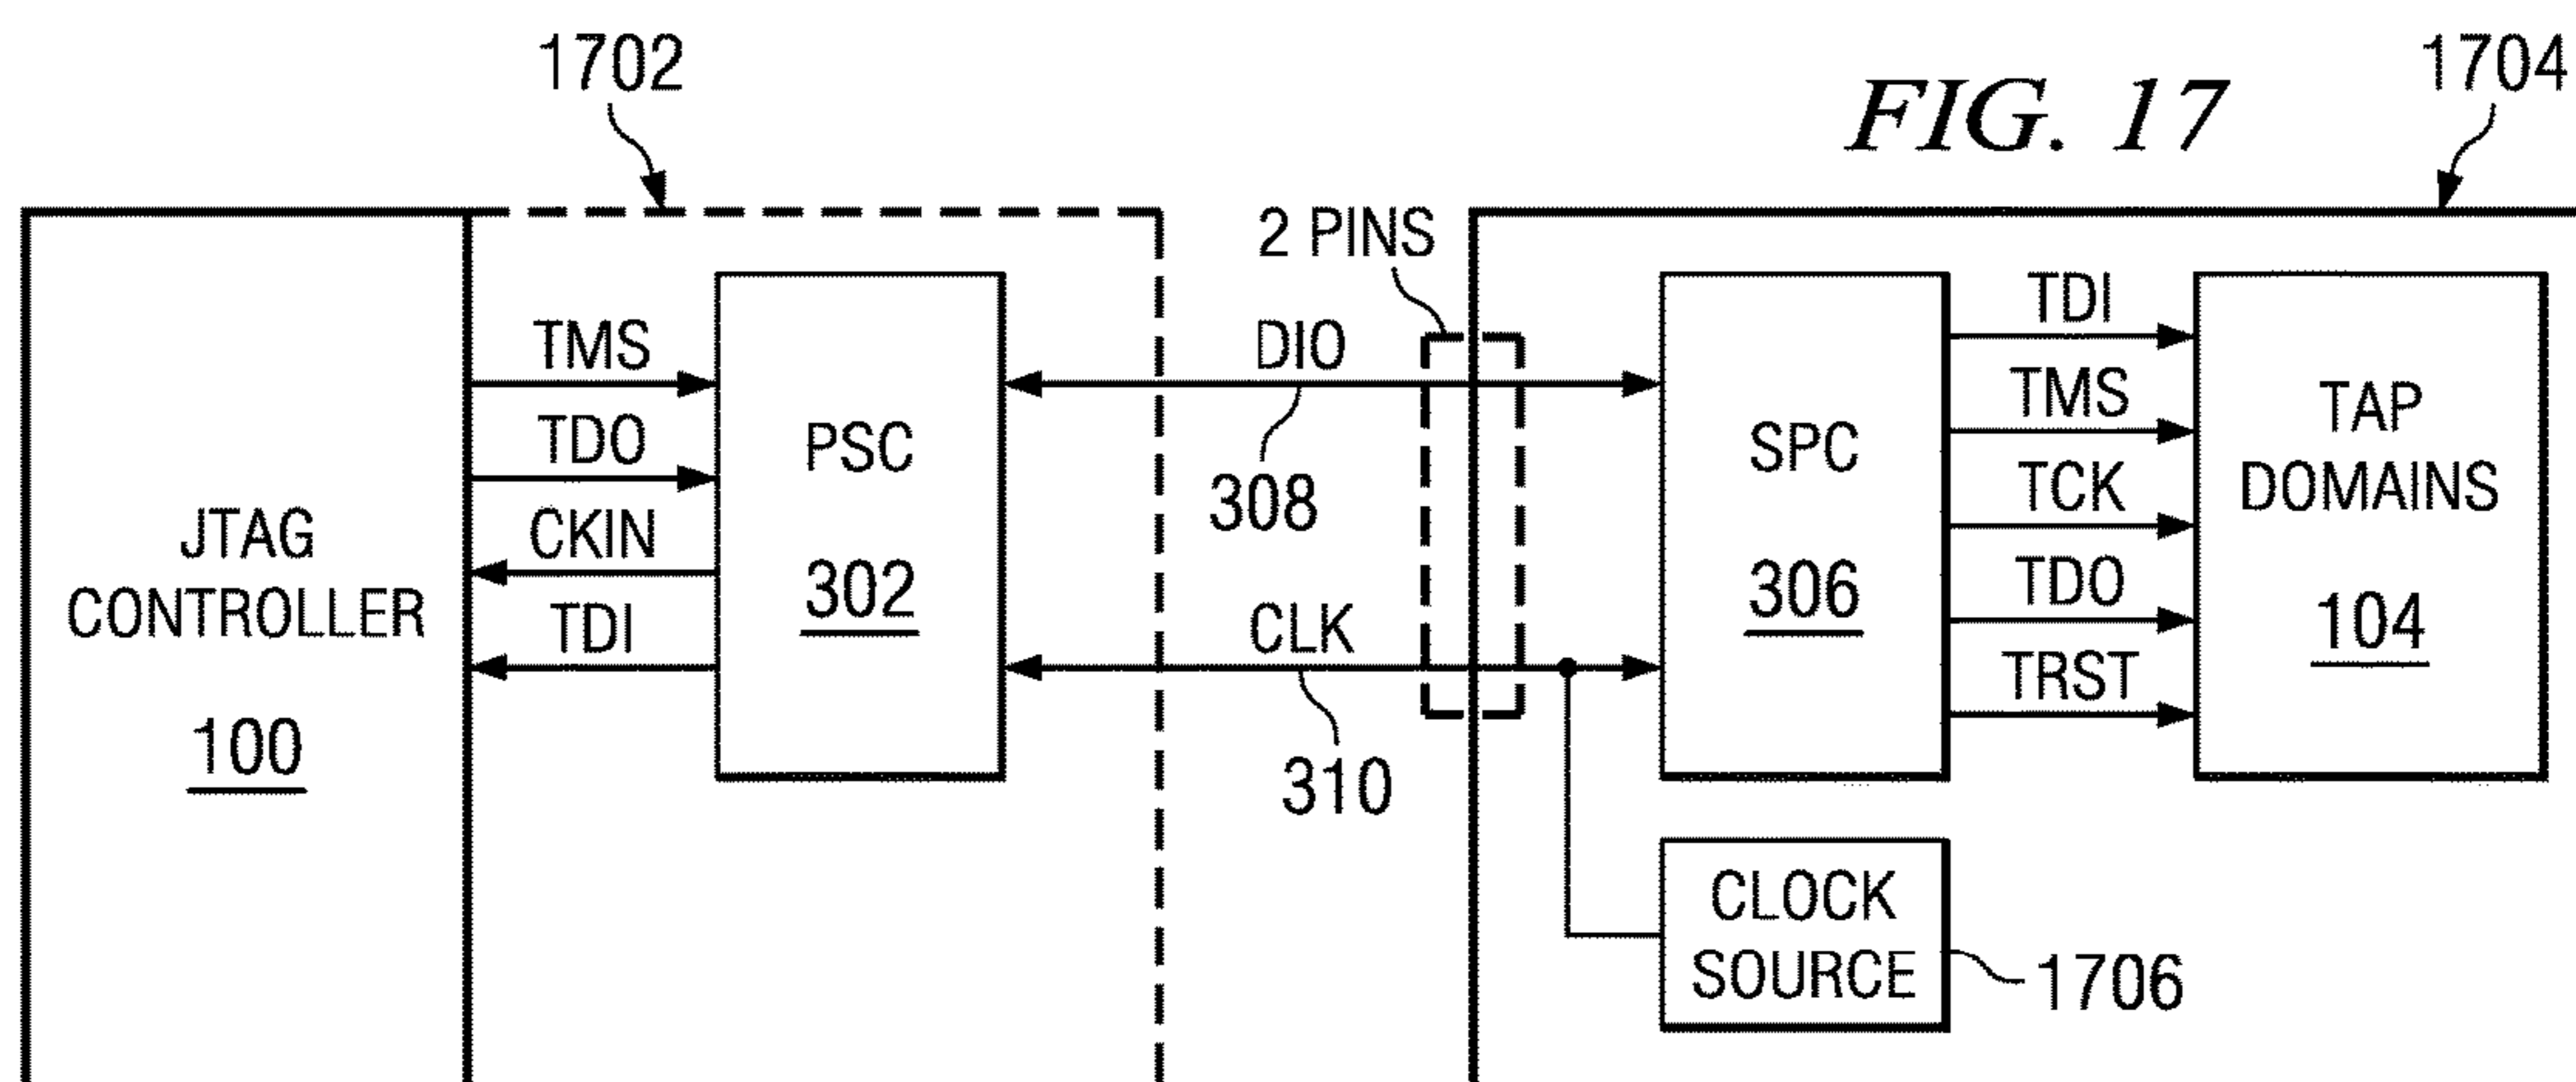 1702
FIG. 17
1704
2 PINS
JTAG
CONTROLLER
100
TMS
TDO
CKIN
TDI
PSC
302
DIO
308
CLK
310
SPC
306
TDI
TMS
TCK
TDO
TRST
TAP
DOMAINS
104
CLOCK
SOURCE
1706